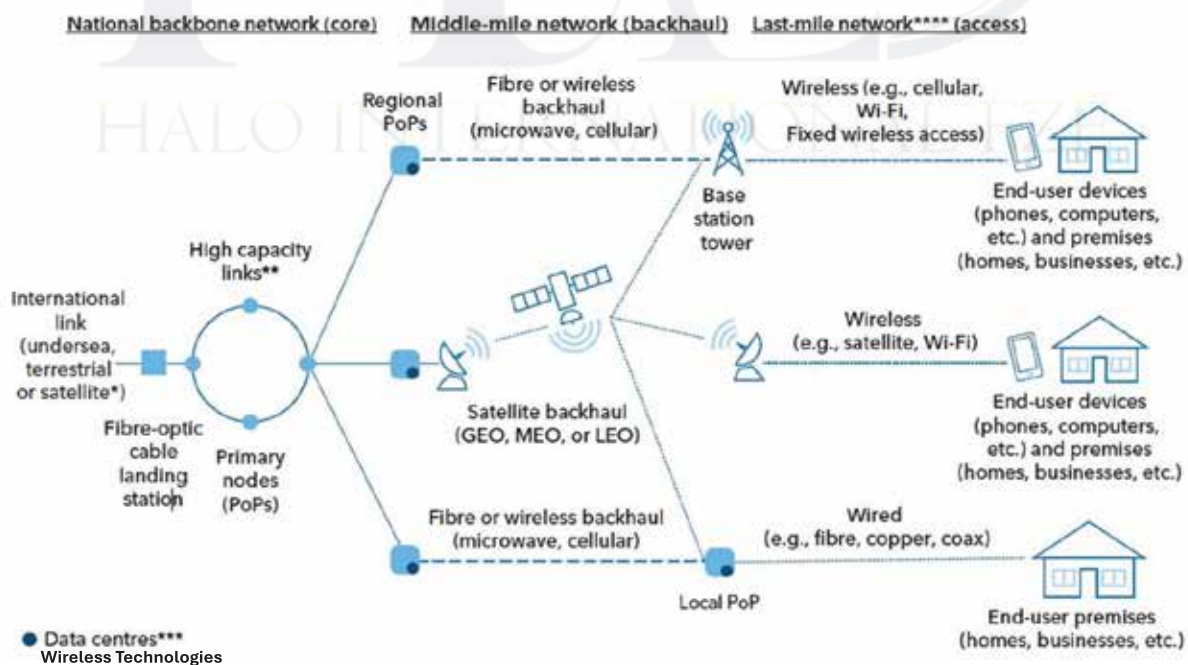 National backbone network (core)
Middle-mile network (backhaul)
Last-mile network**** (access)
HALO INTERNATIONAL FZE
Regional
PoPs
Fibre or wireless
backhaul
(microwave, cellular)
Wireless (e.g., cellular,
Wi-Fi,
Fixed wireless access)
Base
station
tower
End-user devices
(phones, computers,
etc.) and premises
(homes, businesses, etc.)
High capacity
links**
International
link
(undersea,
terrestrial
or satellite*)
Fibre-optic
cable
landing
station
Primary
nodes
(PoPs)
Satellite backhaul
(GEO, MEO, or LEO)
Wireless
(e.g., satellite, Wi-Fi)
End-user devices
(phones, computers,
etc.) and premises
(homes, businesses, etc.)
Fibre or wireless backhaul
(microwave, cellular)
Local PoP
Wired
(e.g., fibre, copper, coax)
End-user premises
(homes, businesses, etc.)
Data centres***
Wireless Technologies